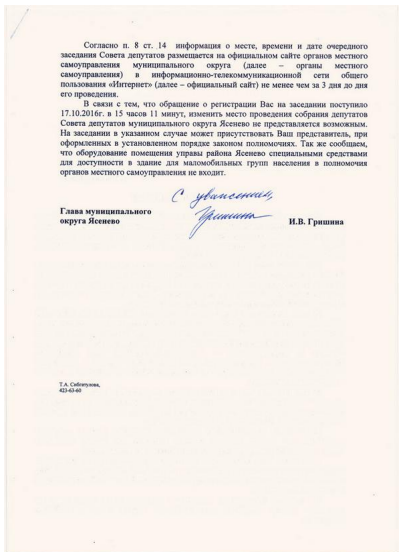 Согласно п. 8 ст. 14 информация о месте, времени и дате очередного
заседания Совета депутатов размещается на официальном сайте органов местного
самоуправления муниципального округа (далее – органы местного
самоуправления) в информационно-телекоммуникационной сети общего
пользования «Интернет» (далее – официальный сайт) не менее чем за 3 дня до дня
его проведения.
В связи с тем, что обращение о регистрации Вас на заседании поступило
17.10.2016г. в 15 часов 11 минут, изменить место проведения собрания депутатов
Совета депутатов муниципального округа Ясенево не представляется возможным.
На заседании в указанном случае может присутствовать Ваш представитель, при
оформленных в установленном порядке законом полномочиях. Так же сообщаем,
что оборудование помещения управы района Ясенево специальными средствами
для доступности в здание для маломобильных групп населения в полномочия
органов местного самоуправления не входит.
С уважением,
Гришина
Глава муниципального
округа Ясенево И.В. Гришина
Т.А. Сибгатулова,
423-63-60